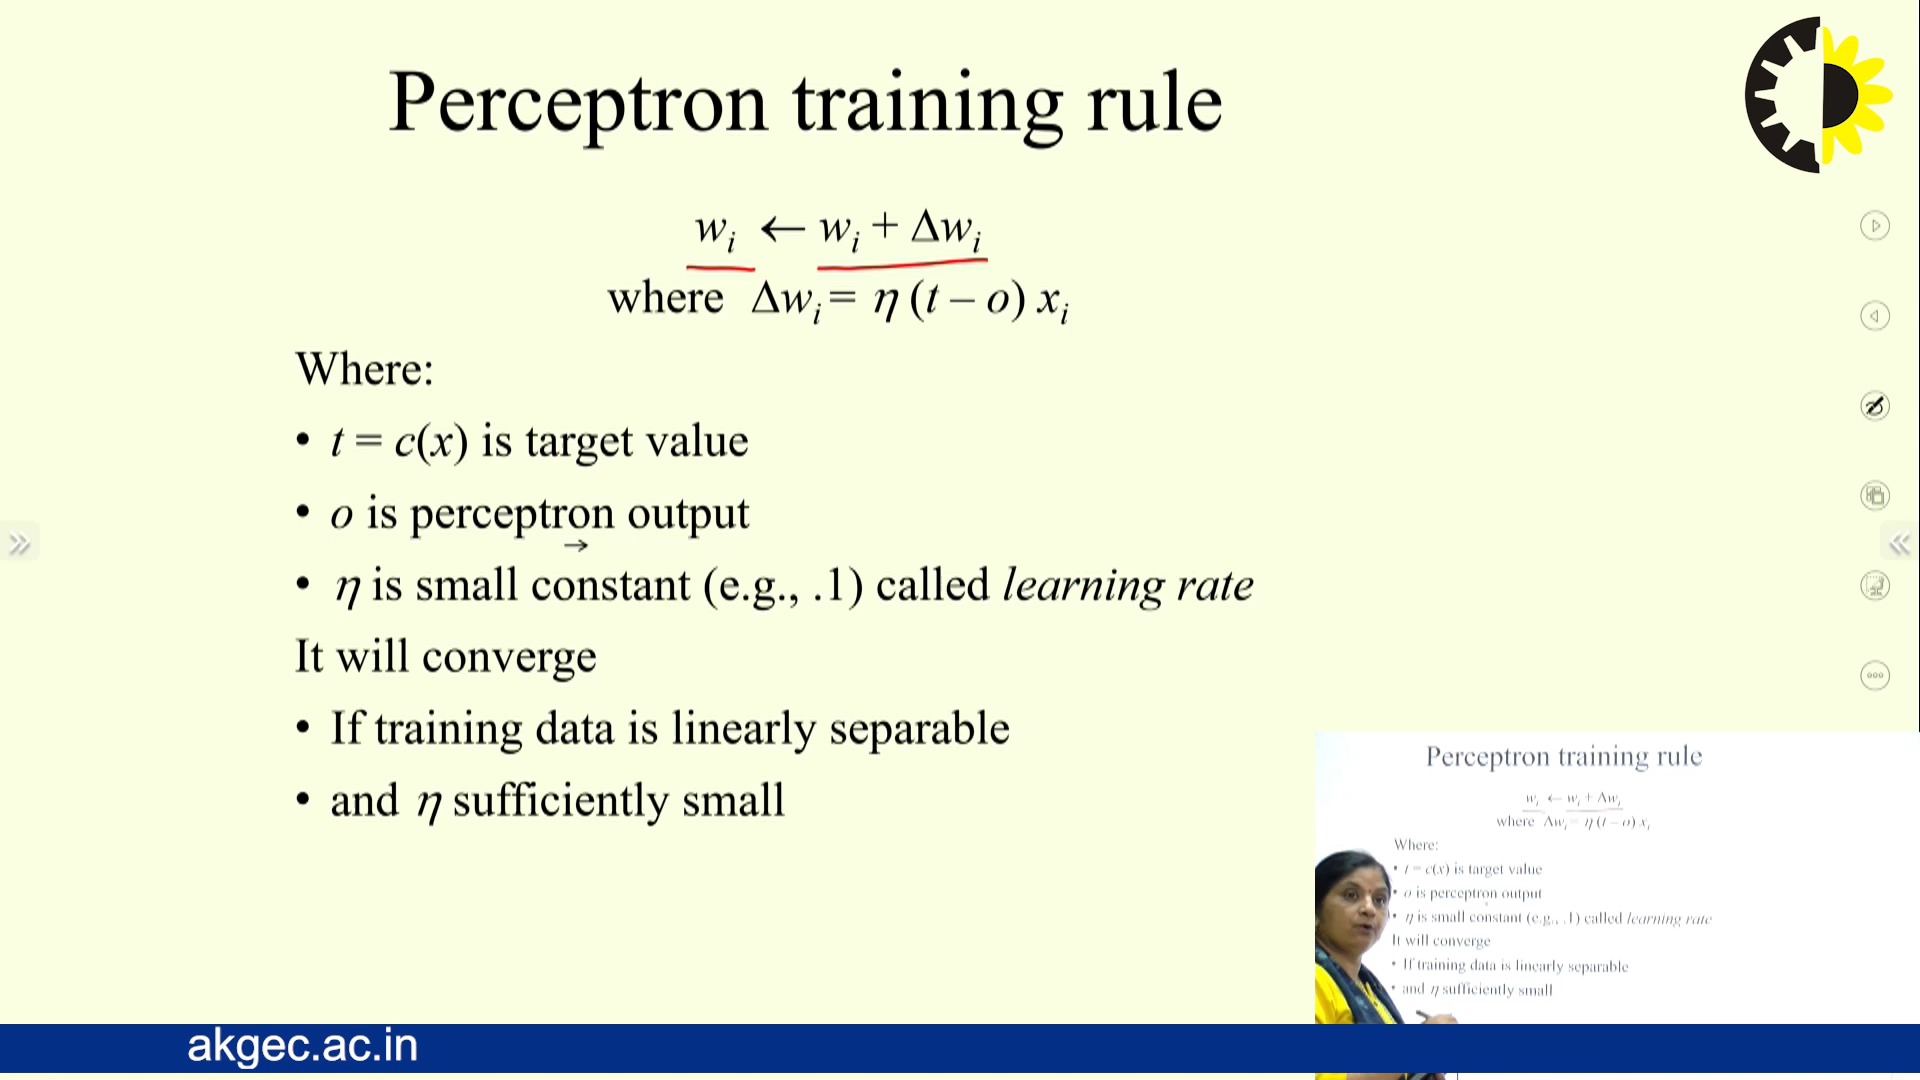 Perceptron training rule
wᵢ ← wᵢ + Δwᵢ
where Δwᵢ = η (t – o) xᵢ
Where:
• t = c(x) is target value
• o is perceptron output
→
• η is small constant (e.g., .1) called learning rate
It will converge
• If training data is linearly separable
• and η sufficiently small
Perceptron training rule
wᵢ ← wᵢ + Δwᵢ
where Δwᵢ = η (t – o) xᵢ
Where:
• t = c(x) is target value
• o is perceptron output
• η is small constant (e.g., .1) called learning rate
It will converge
• If training data is linearly separable
• and η sufficiently small
akgec.ac.in